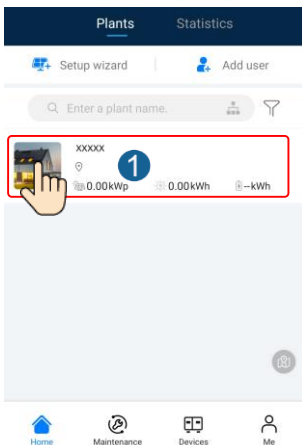 Plants Statistics
Setup wizard Add user
Enter a plant name.
xxxxx
1
0.00kWp 0.00kWh --kWh
Home Maintenance Devices Me